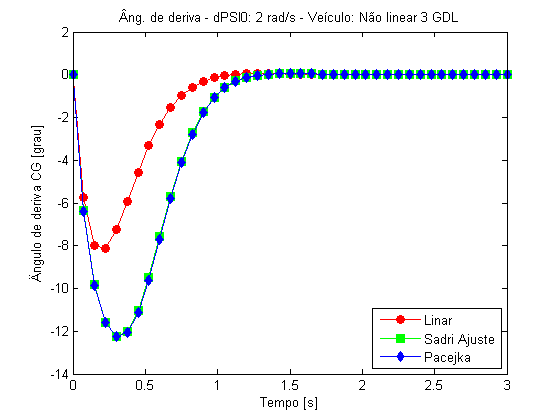 Âng. de deriva - dPSI0: 2 rad/s - Veículo: Não linear 3 GDL
2
0
-2
-4
-6
-8
-10
-12
-14
Ângulo de deriva CG [grau]
0
0.5
1
1.5
2
2.5
3
Tempo [s]
Linar
Sadri Ajuste
Pacejka